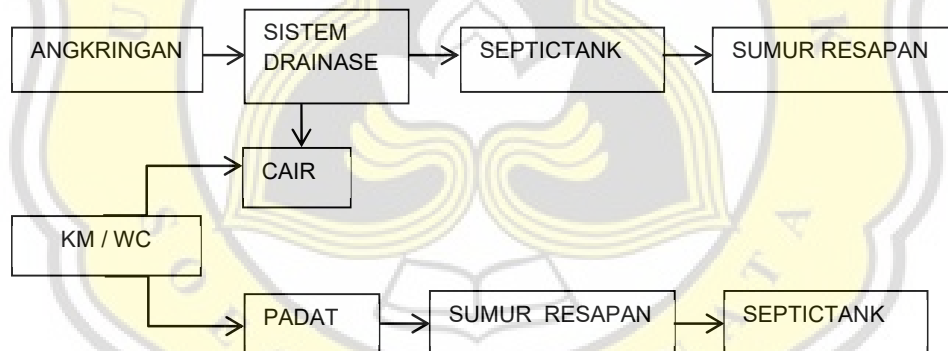 ANGKRINGAN
SISTEM
DRAINASE
SEPTICTANK
SUMUR RESAPAN
CAIR
KM / WC
PADAT
SUMUR RESAPAN
SEPTICTANK